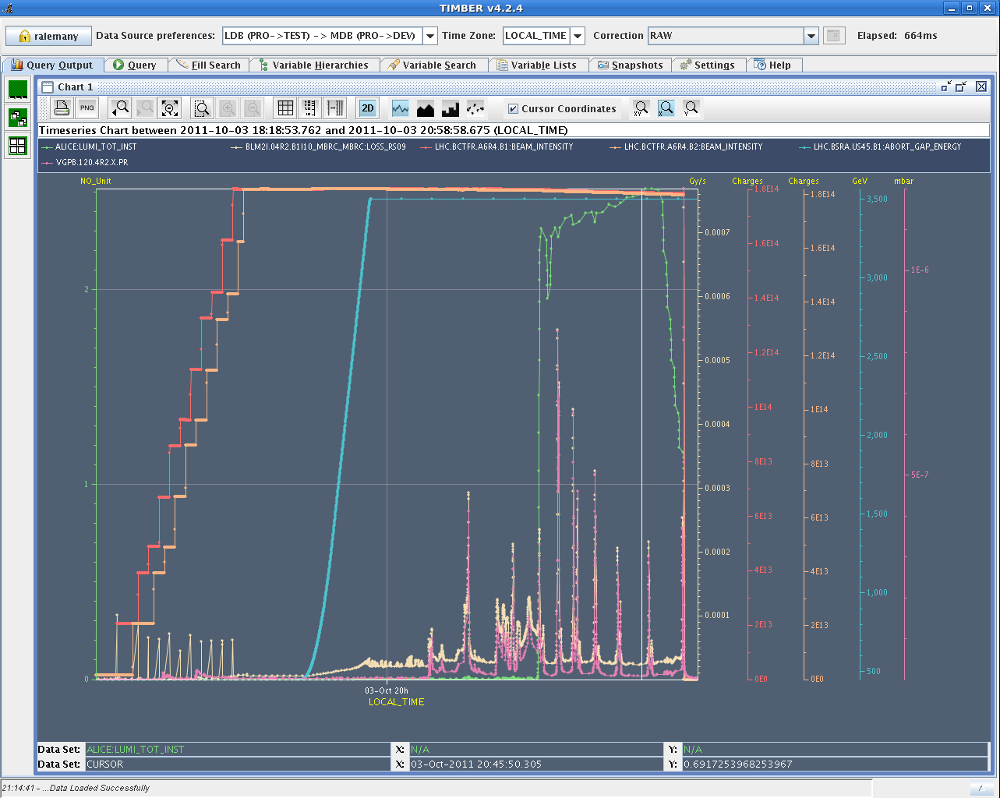 TIMBER v4.2.4
ralemany Data Source preferences: LDB (PRO->TEST) -> MDB (PRO->DEV) Time Zone: LOCAL_TIME Correction RAW Elapsed: 664ms
Query Output Query Fill Search Variable Hierarchies Variable Search Variable Lists Snapshots Settings Help
Chart 1
PNG 2D Cursor Coordinates XY X Y
Timeseries Chart between 2011-10-03 18:18:53.762 and 2011-10-03 20:58:58.675 (LOCAL_TIME)
ALICE:LUMI_TOT_INST BLM2I.04R2.B1I10_MBRC_MBRC:LOSS_RS09 LHC.BCTFR.A6R4.B1:BEAM_INTENSITY LHC.BCTFR.A6R4.B2:BEAM_INTENSITY LHC.BSRA.US45.B1:ABORT_GAP_ENERGY
VGPB.120.4R2.X.PR
NO_Unit Gy/s Charges Charges GeV mbar
1.8E14 1.8E14 3,500
0.0007 1.6E14 1.6E14
1E-6
2 0.0006 1.4E14 1.4E14 3,000
0.0005 1.2E14 1.2E14 2,500
0.0004 1E14 1E14 2,000
8E13 8E13 5E-7
1 0.0003 6E13 6E13 1,500
0.0002 4E13 4E13 1,000
0.0001 2E13 2E13
500
0 0E0 0E0
03-Oct 20h
LOCAL_TIME
Data Set: ALICE:LUMI_TOT_INST X: N/A Y: N/A
Data Set: CURSOR X: 03-Oct-2011 20:45:50.305 Y: 0.6917253968253967
21:14:41 - ...Data Loaded Successfully